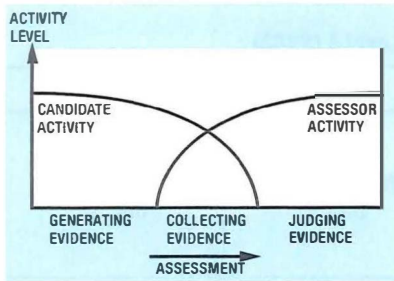 ACTIVITY
LEVEL
CANDIDATE
ACTIVITY
ASSESSOR
ACTIVITY
GENERATING
EVIDENCE
COLLECTING
EVIDENCE
JUDGING
EVIDENCE
ASSESSMENT